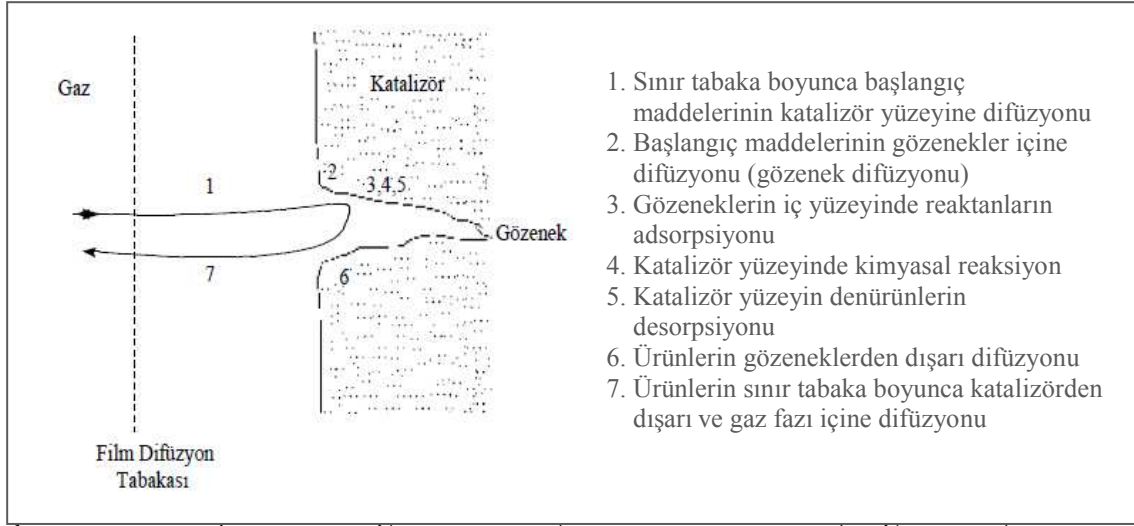 Gaz
Katalizör
1
2
3,4,5
Gözenek
6
7
Film Difüzyon
Tabakası
1. Sınır tabaka boyunca başlangıç
maddelerinin katalizör yüzeyine difüzyonu
2. Başlangıç maddelerinin gözenekler içine
difüzyonu (gözenek difüzyonu)
3. Gözeneklerin iç yüzeyinde reaktanların
adsorpsiyonu
4. Katalizör yüzeyinde kimyasal reaksiyon
5. Katalizör yüzeyin denürünlerin
desorpsiyonu
6. Ürünlerin gözeneklerden dışarı difüzyonu
7. Ürünlerin sınır tabaka boyunca katalizörden
dışarı ve gaz fazı içine difüzyonu